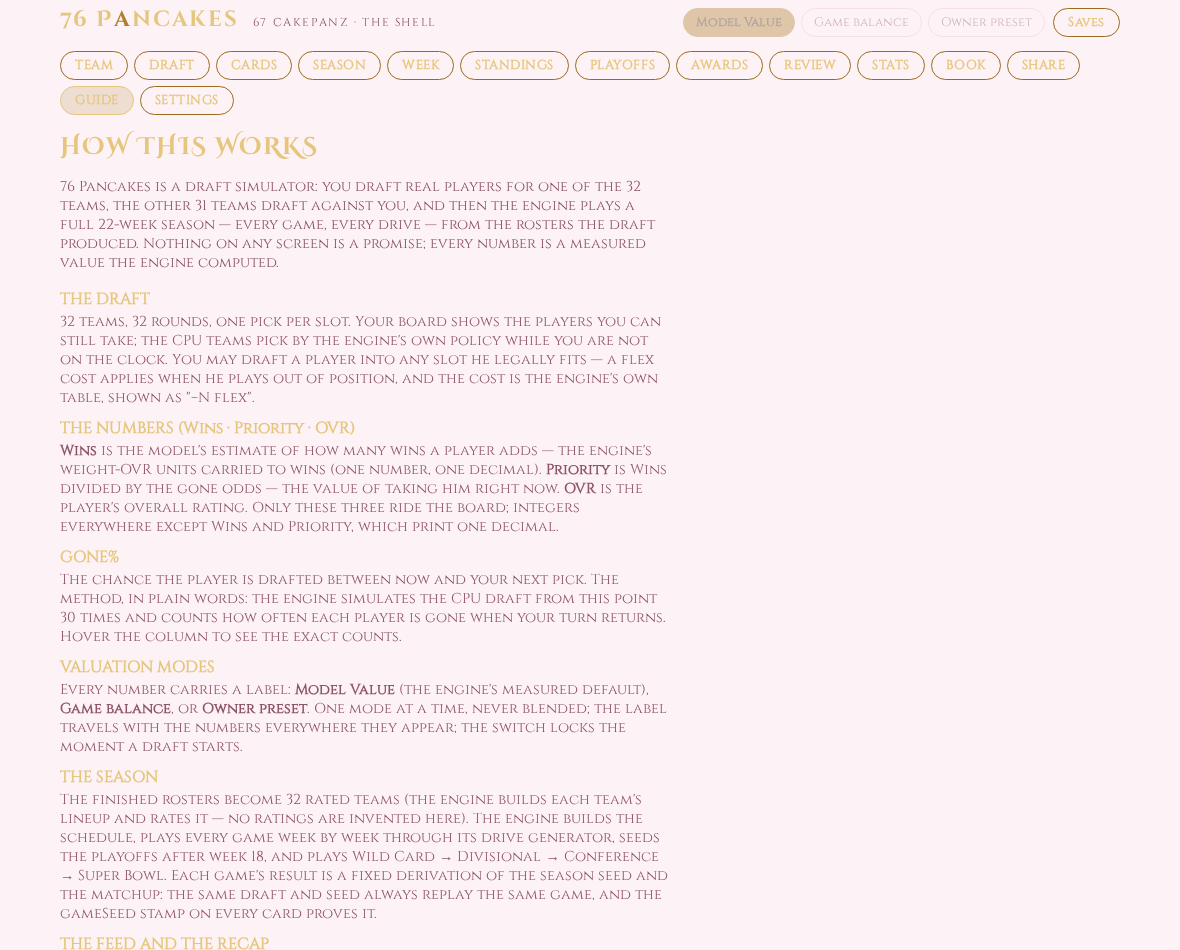 76 PANCAKES 67 CAKEPANZ · THE SHELL Model Value Game balance Owner preset Saves
TEAM DRAFT CARDS SEASON WEEK STANDINGS PLAYOFFS AWARDS REVIEW STATS BOOK SHARE
GUIDE SETTINGS
HOW THIS WORKS
76 Pancakes is a draft simulator: you draft real players for one of the 32
teams, the other 31 teams draft against you, and then the engine plays a
full 22-week season — every game, every drive — from the rosters the draft
produced. Nothing on any screen is a promise; every number is a measured
value the engine computed.
THE DRAFT
32 teams, 32 rounds, one pick per slot. Your board shows the players you can
still take; the CPU teams pick by the engine's own policy while you are not
on the clock. You may draft a player into any slot he legally fits — a flex
cost applies when he plays out of position, and the cost is the engine's own
table, shown as "−N flex".
THE NUMBERS (Wins · Priority · OVR)
Wins is the model's estimate of how many wins a player adds — the engine's
weight-OVR units carried to wins (one number, one decimal). Priority is Wins
divided by the gone odds — the value of taking him right now. OVR is the
player's overall rating. Only these three ride the board; integers
everywhere except Wins and Priority, which print one decimal.
GONE%
The chance the player is drafted between now and your next pick. The
method, in plain words: the engine simulates the CPU draft from this point
30 times and counts how often each player is gone when your turn returns.
Hover the column to see the exact counts.
VALUATION MODES
Every number carries a label: Model Value (the engine's measured default),
Game balance, or Owner preset. One mode at a time, never blended; the label
travels with the numbers everywhere they appear; the switch locks the
moment a draft starts.
THE SEASON
The finished rosters become 32 rated teams (the engine builds each team's
lineup and rates it — no ratings are invented here). The engine builds the
schedule, plays every game week by week through its drive generator, seeds
the playoffs after week 18, and plays Wild Card → Divisional → Conference
→ Super Bowl. Each game's result is a fixed derivation of the season seed and
the matchup: the same draft and seed always replay the same game, and the
gameSeed stamp on every card proves it.
THE FEED AND THE RECAP